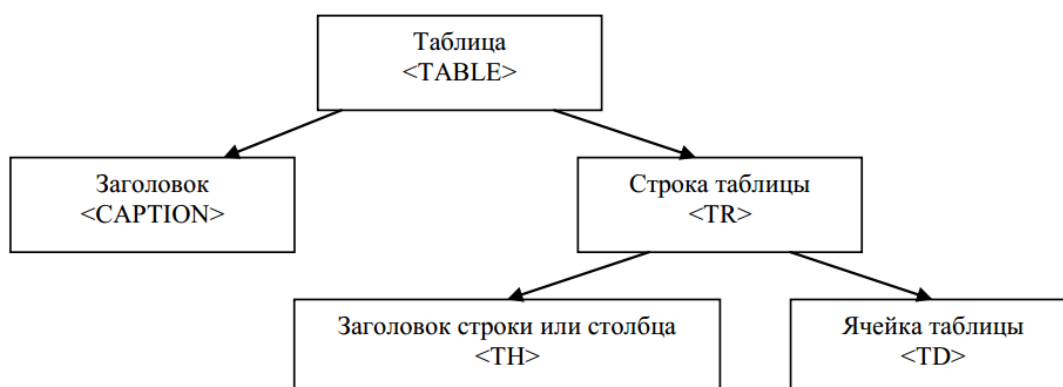 Таблица
<TABLE>
Заголовок
<CAPTION>
Строка таблицы
<TR>
Заголовок строки или столбца
<TH>
Ячейка таблицы
<TD>